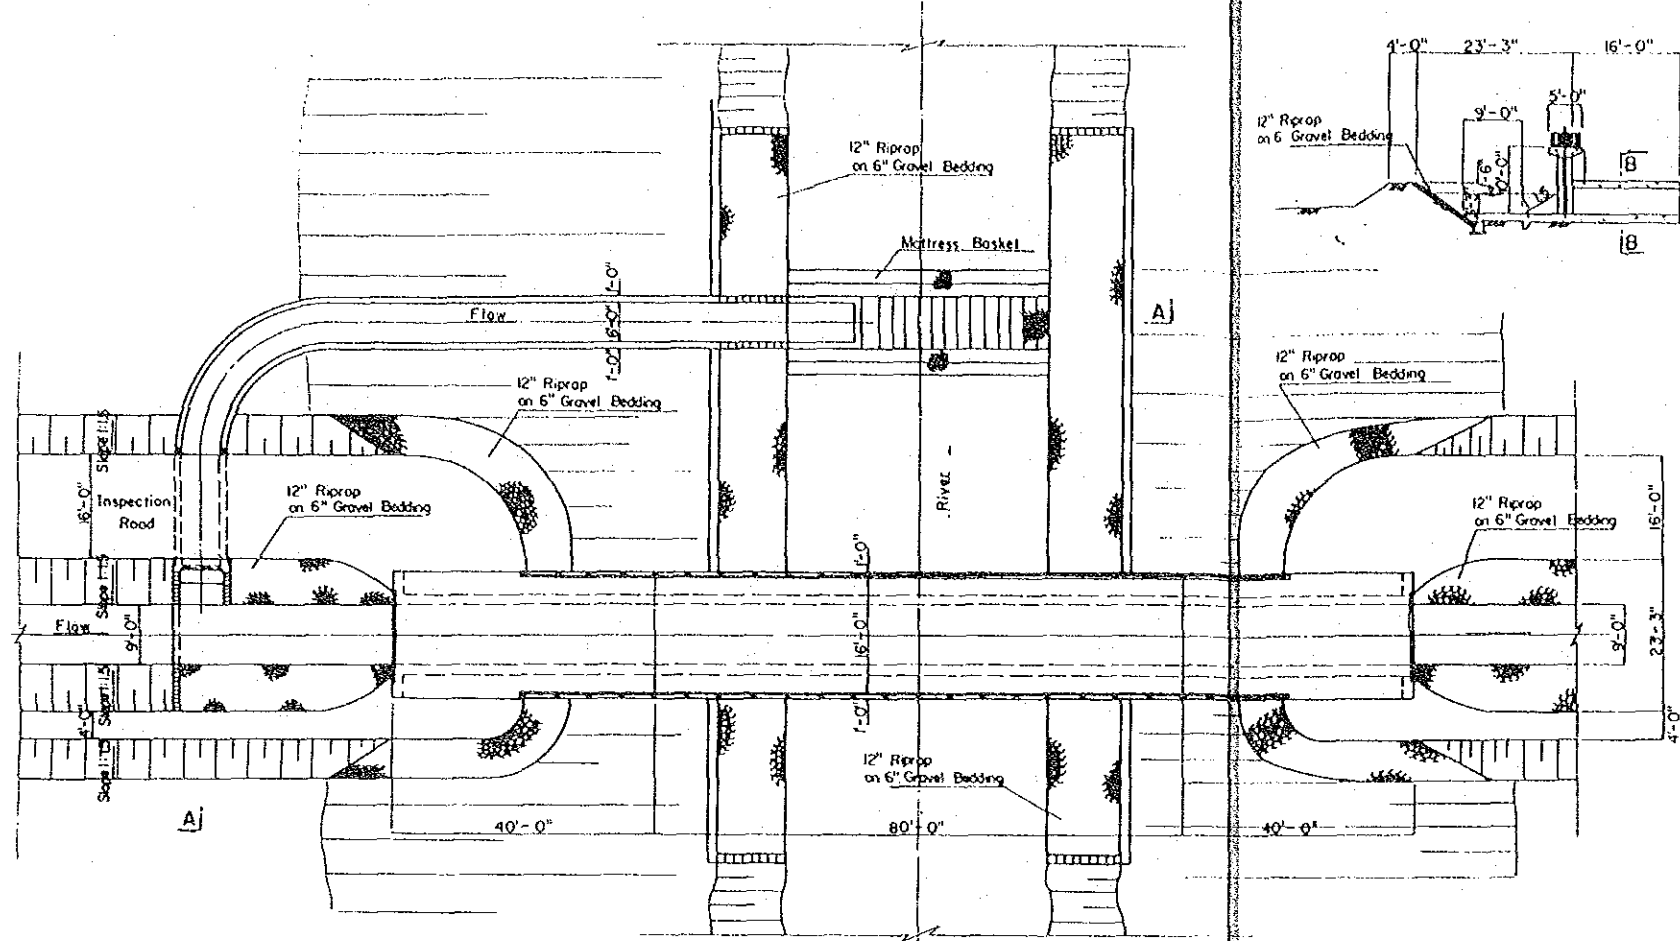 4'-0"
23'-3"
16'-0"
5'-0"
9'-0"
12" Riprop
on 6 Gravel Bedding
B
10'-0"
1:5
B
12" Riprap
on 6" Gravel Bedding
Mattress Basket
1'-0"
6'-0"
1'-0"
Flow
A
12" Riprap
on 6" Gravel Bedding
12" Riprap
on 6" Gravel Bedding
Slope 1:1.5
16'-0"
Inspection
Road
12" Riprap
on 6" Gravel Bedding
River
12" Riprap
on 6" Gravel Bedding
16'-0"
Slope 1:1.5
1'-0"
Flow
9'-0"
16'-0"
9'-0"
23'-3"
Slope 1:1.5
4'-0"
1'-0"
4'-0"
Slope 1:1.5
12" Riprap
on 6" Gravel Bedding
A
40'-0"
80'-0"
40'-0"